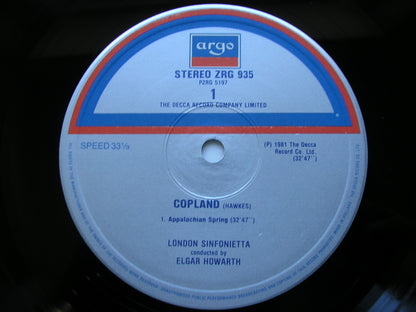 argo
STEREO ZRG 935
PZRG 5197
1
THE DECCA RECORD COMPANY LIMITED
SPEED 33⅓
(P) 1981 The Decca
Record Co. Ltd.
(32'47'')
COPLAND (HAWKES)
1. Appalachian Spring (32'47'')
LONDON SINFONIETTA
conducted by
ELGAR HOWARTH